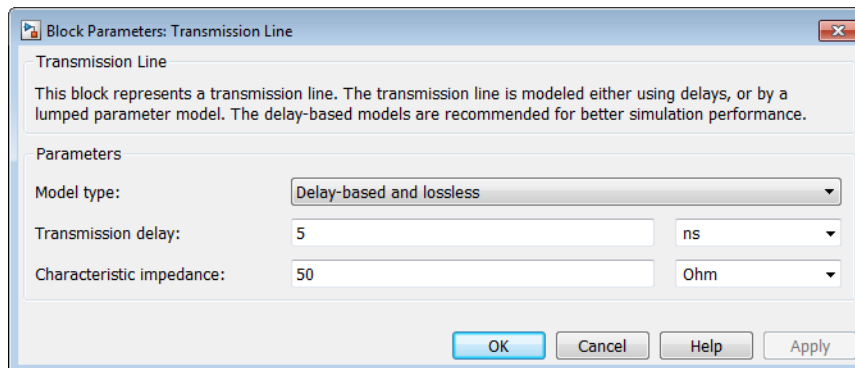 Block Parameters: Transmission Line
Transmission Line
This block represents a transmission line. The transmission line is modeled either using delays, or by a
lumped parameter model. The delay-based models are recommended for better simulation performance.
Parameters
Model type: Delay-based and lossless
Transmission delay: 5 ns
Characteristic impedance: 50 Ohm
OK Cancel Help Apply